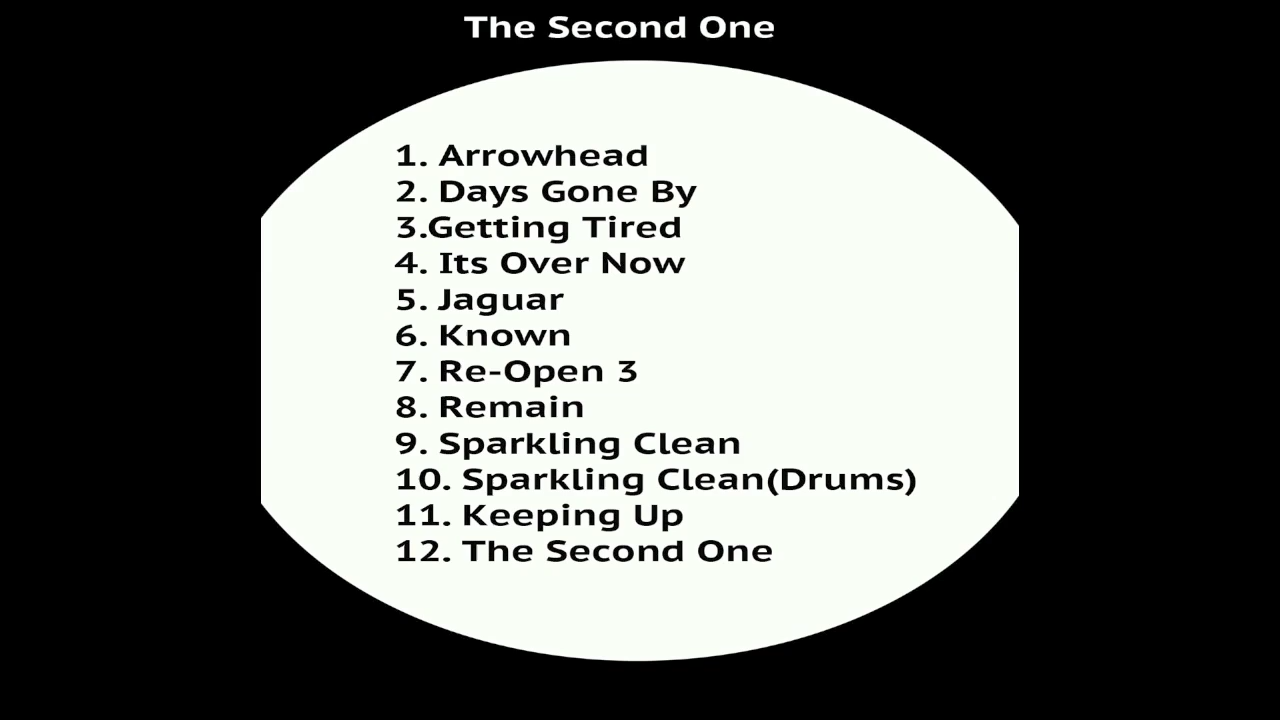 The Second One
1. Arrowhead
2. Days Gone By
3.Getting Tired
4. Its Over Now
5. Jaguar
6. Known
7. Re-Open 3
8. Remain
9. Sparkling Clean
10. Sparkling Clean(Drums)
11. Keeping Up
12. The Second One